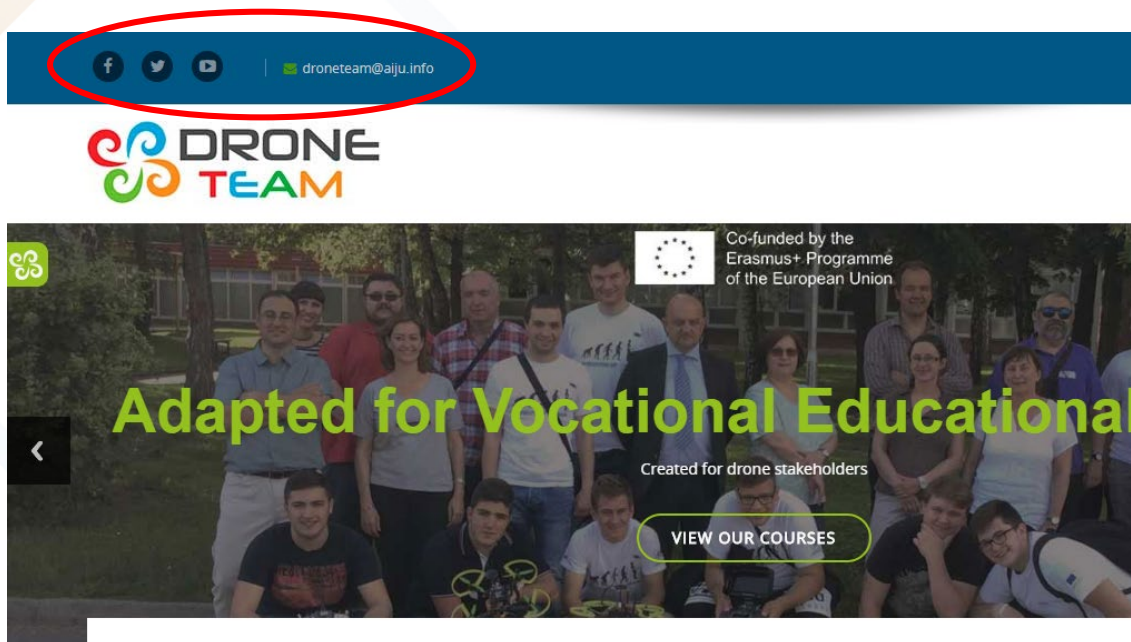 droneteam@aiju.info
DRONE
TEAM
Co-funded by the
Erasmus+ Programme
of the European Union
Adapted for Vocational Educational
Created for drone stakeholders
VIEW OUR COURSES